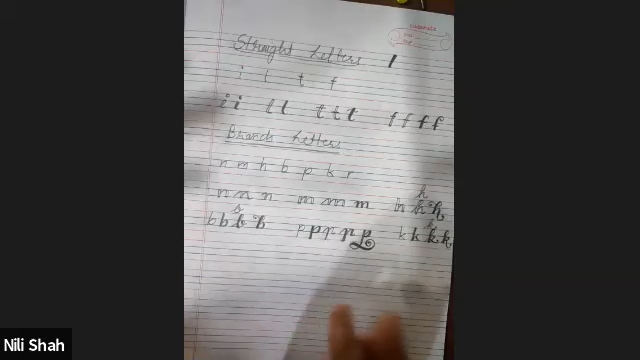 Straight Letters
i l t f
i i l l t t t f f f f
Branch Letters
n m h b p k r
n n n m m m h h h h
b b b b p p p p p k k k k
Nili Shah